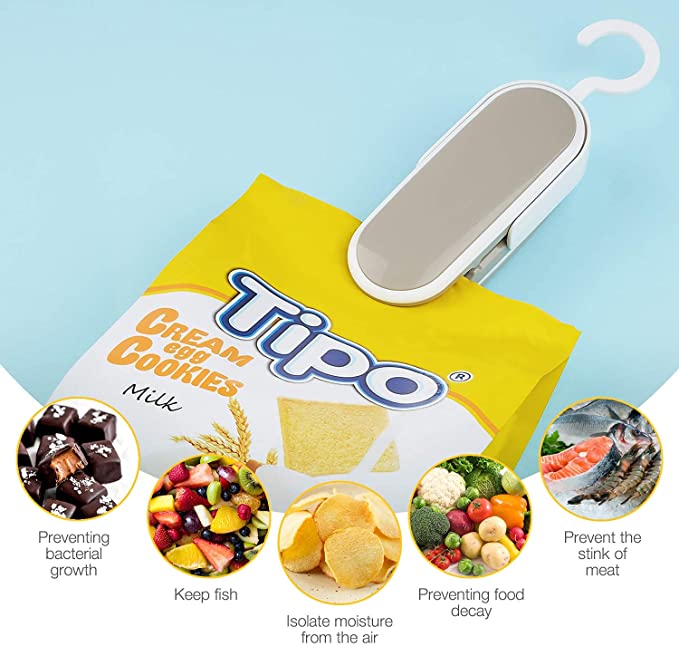 Tipo®
CREAM
egg
COOKIES
Milk
Preventing
bacterial
growth
Keep fish
Isolate moisture
from the air
Preventing food
decay
Prevent the
stink of
meat